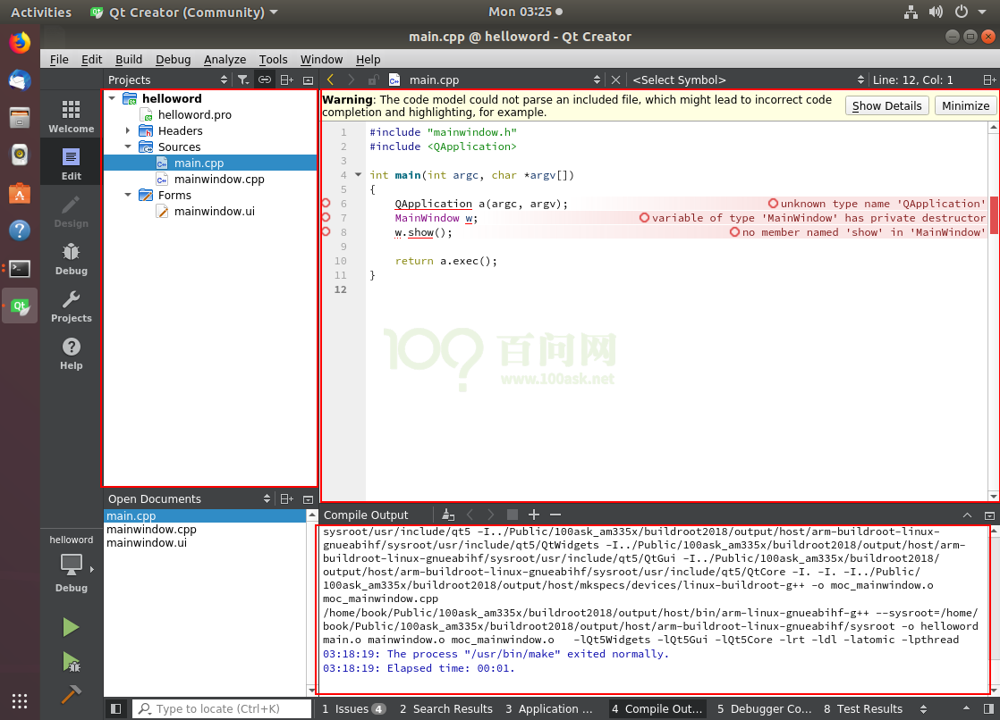 Activities Qt Creator (Community) Mon 03:25
main.cpp @ helloword - Qt Creator
File Edit Build Debug Analyze Tools Window Help
Projects main.cpp <Select Symbol> Line: 12, Col: 1
Welcome
Edit
Design
Debug
Projects
Help
helloword
helloword.pro
Headers
Sources
main.cpp
mainwindow.cpp
Forms
mainwindow.ui
Warning: The code model could not parse an included file, which might lead to incorrect code
completion and highlighting, for example.
Show Details Minimize
1 #include "mainwindow.h"
2 #include <QApplication>
3
4 int main(int argc, char *argv[])
5 {
6 QApplication a(argc, argv); unknown type name 'QApplication'
7 MainWindow w; variable of type 'MainWindow' has private destructor
8 w.show(); no member named 'show' in 'MainWindow'
9
10 return a.exec();
11 }
12
100 百问网
www.100ask.net
Open Documents
main.cpp
mainwindow.cpp
mainwindow.ui
helloword
Debug
Compile Output
sysroot/usr/include/qt5 -I../Public/100ask_am335x/buildroot2018/output/host/arm-buildroot-linux-
gnueabihf/sysroot/usr/include/qt5/QtWidgets -I../Public/100ask_am335x/buildroot2018/output/host/arm-
buildroot-linux-gnueabihf/sysroot/usr/include/qt5/QtGui -I../Public/100ask_am335x/buildroot2018/
output/host/arm-buildroot-linux-gnueabihf/sysroot/usr/include/qt5/QtCore -I. -I. -I../Public/
100ask_am335x/buildroot2018/output/host/mkspecs/devices/linux-buildroot-g++ -o moc_mainwindow.o
moc_mainwindow.cpp
/home/book/Public/100ask_am335x/buildroot2018/output/host/bin/arm-linux-gnueabihf-g++ --sysroot=/home/
book/Public/100ask_am335x/buildroot2018/output/host/arm-buildroot-linux-gnueabihf/sysroot -o helloword
main.o mainwindow.o moc_mainwindow.o -lQt5Widgets -lQt5Gui -lQt5Core -lrt -ldl -latomic -lpthread
03:18:19: The process "/usr/bin/make" exited normally.
03:18:19: Elapsed time: 00:01.
Type to locate (Ctrl+K) 1 Issues 4 2 Search Results 3 Application ... 4 Compile Out... 5 Debugger Co... 8 Test Results